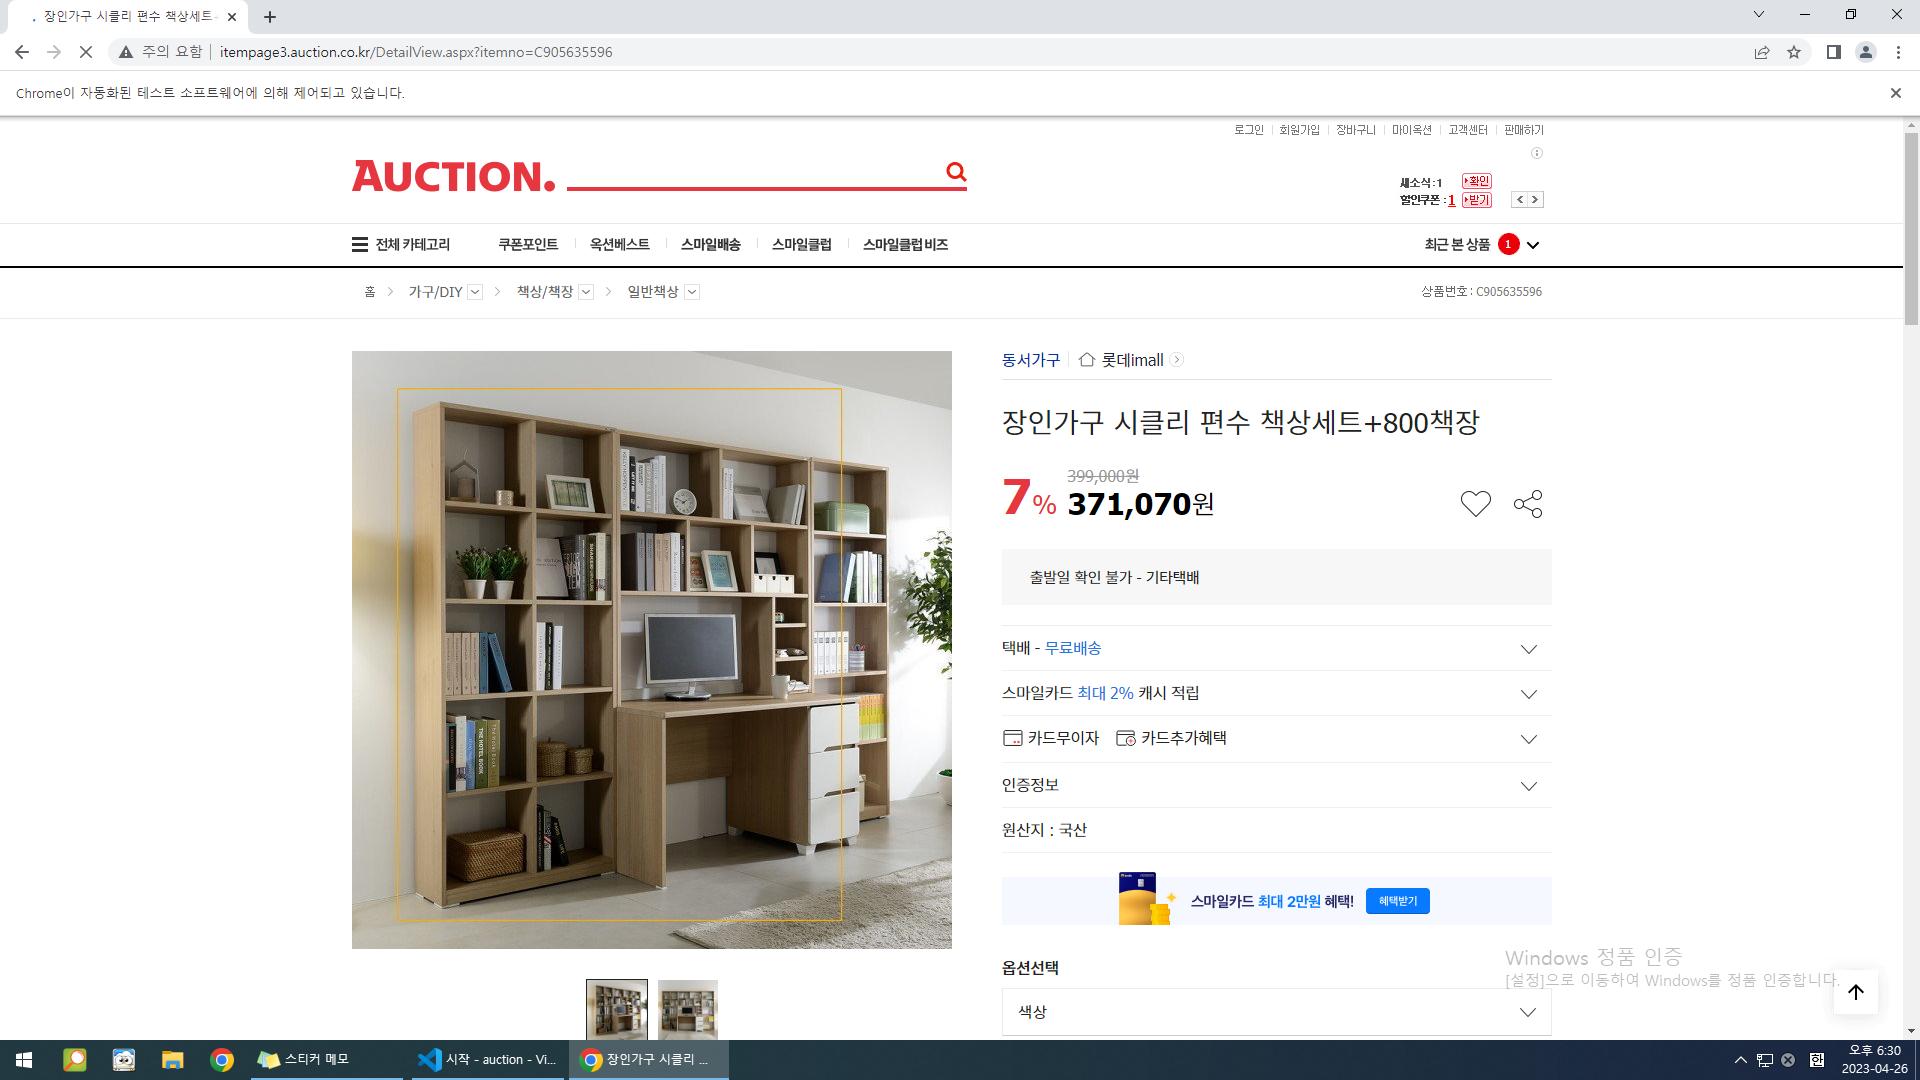 장인가구 시클리 편수 책상세트-
주의 요함 itempage3.auction.co.kr/DetailView.aspx?itemno=C905635596
Chrome이 자동화된 테스트 소프트웨어에 의해 제어되고 있습니다.
로그인 회원가입 장바구니 마이옥션 고객센터 판매하기
AUCTION.
새소식 : 1 확인
할인쿠폰 : 1 받기
전체 카테고리 쿠폰포인트 옥션베스트 스마일배송 스마일클럽 스마일클럽 비즈 최근 본 상품 1
홈 가구/DIY 책상/책장 일반책상 상품번호 : C905635596
동서가구 롯데imall
장인가구 시클리 편수 책상세트+800책장
399,000원
7% 371,070원
출발일 확인 불가 - 기타택배
택배 - 무료배송
스마일카드 최대 2% 캐시 적립
카드무이자 카드추가혜택
인증정보
원산지 : 국산
스마일카드 최대 2만원 혜택! 혜택받기
옵션선택
색상
Windows 정품 인증
[설정]으로 이동하여 Windows를 정품 인증합니다.
스티커 메모 시작 - auction - Vi... 장인가구 시클리 ... 한 오후 6:30
2023-04-26